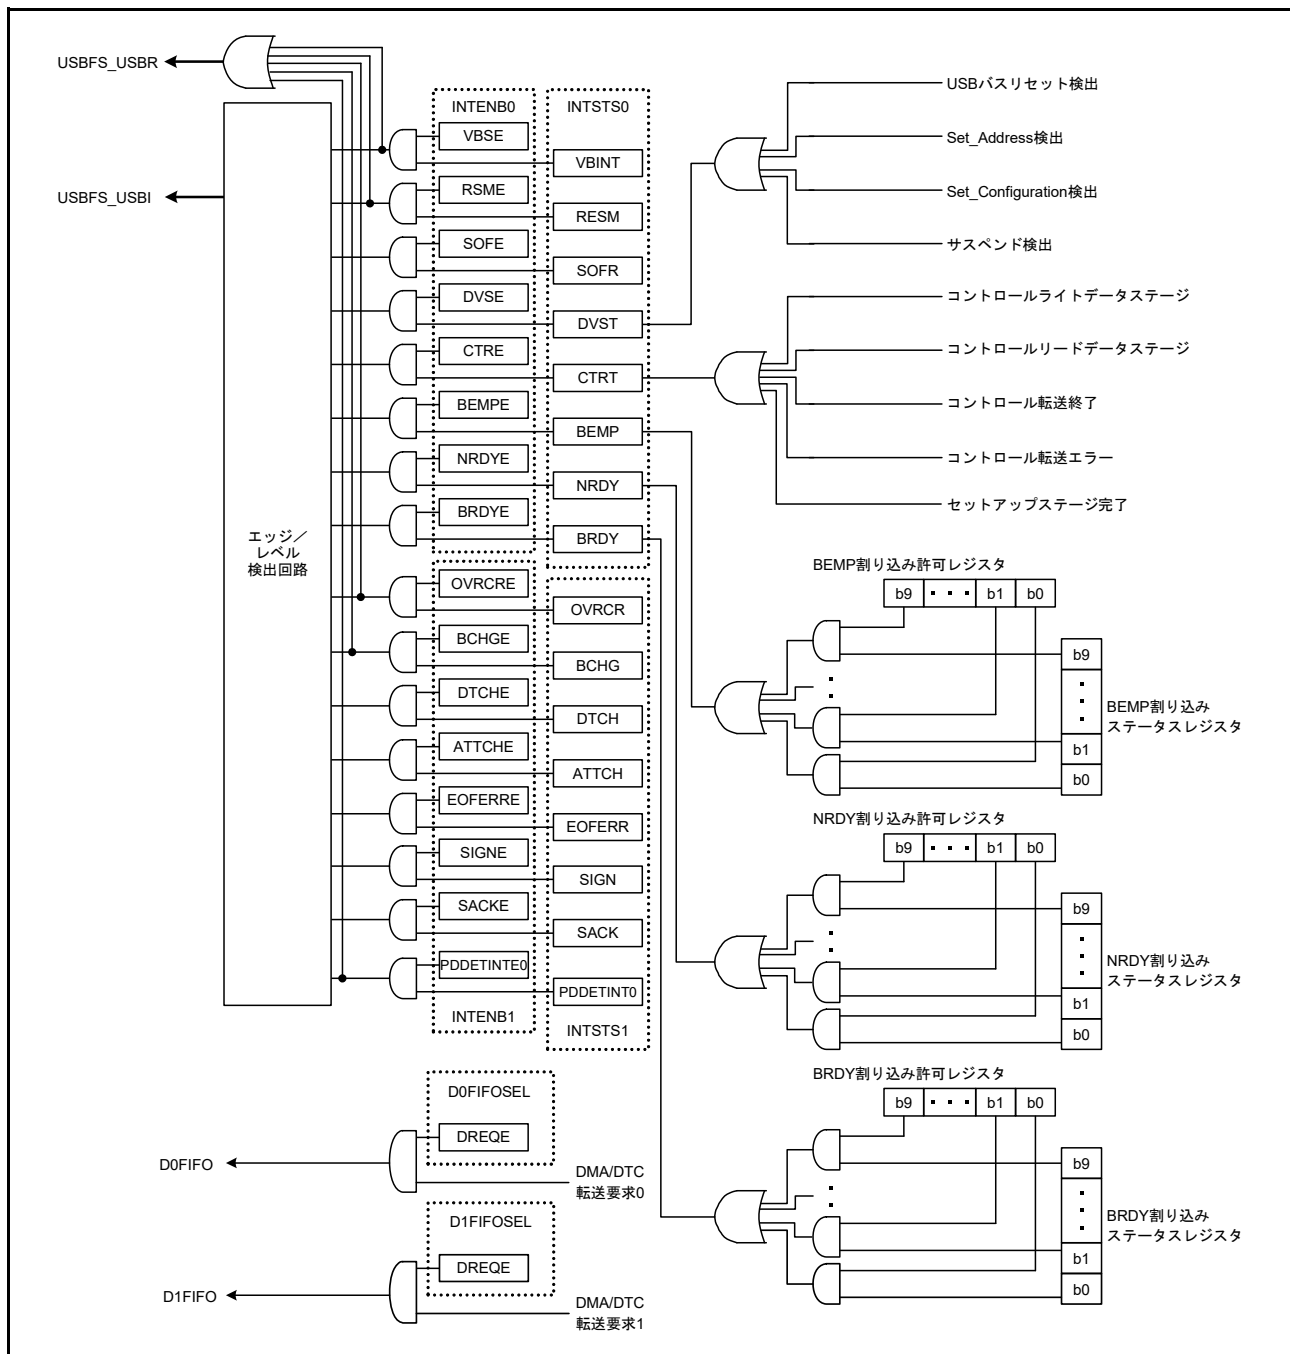 USBFS_USBR
USBFS_USBI
エッジ／
レベル
検出回路
INTENB0
VBSE
RSME
SOFE
DVSE
CTRE
BEMPE
NRDYE
BRDYE
OVRCRE
BCHGE
DTCHE
ATTCHE
EOFERRE
SIGNE
SACKE
PDDETINTE0
INTENB1
INTSTS0
VBINT
RESM
SOFR
DVST
CTRT
BEMP
NRDY
BRDY
OVRCR
BCHG
DTCH
ATTCH
EOFERR
SIGN
SACK
PDDETINT0
INTSTS1
USBバスリセット検出
Set_Address検出
Set_Configuration検出
サスペンド検出
コントロールライトデータステージ
コントロールリードデータステージ
コントロール転送終了
コントロール転送エラー
セットアップステージ完了
BEMP割り込み許可レジスタ
b9 ・・・ b1 b0
b9
・
・
・
b1
b0
BEMP割り込み
ステータスレジスタ
NRDY割り込み許可レジスタ
b9 ・・・ b1 b0
b9
・
・
・
b1
b0
NRDY割り込み
ステータスレジスタ
BRDY割り込み許可レジスタ
b9 ・・・ b1 b0
b9
・
・
・
b1
b0
BRDY割り込み
ステータスレジスタ
D0FIFOSEL
DREQE
D0FIFO
DMA/DTC
転送要求0
D1FIFOSEL
DREQE
D1FIFO
DMA/DTC
転送要求1